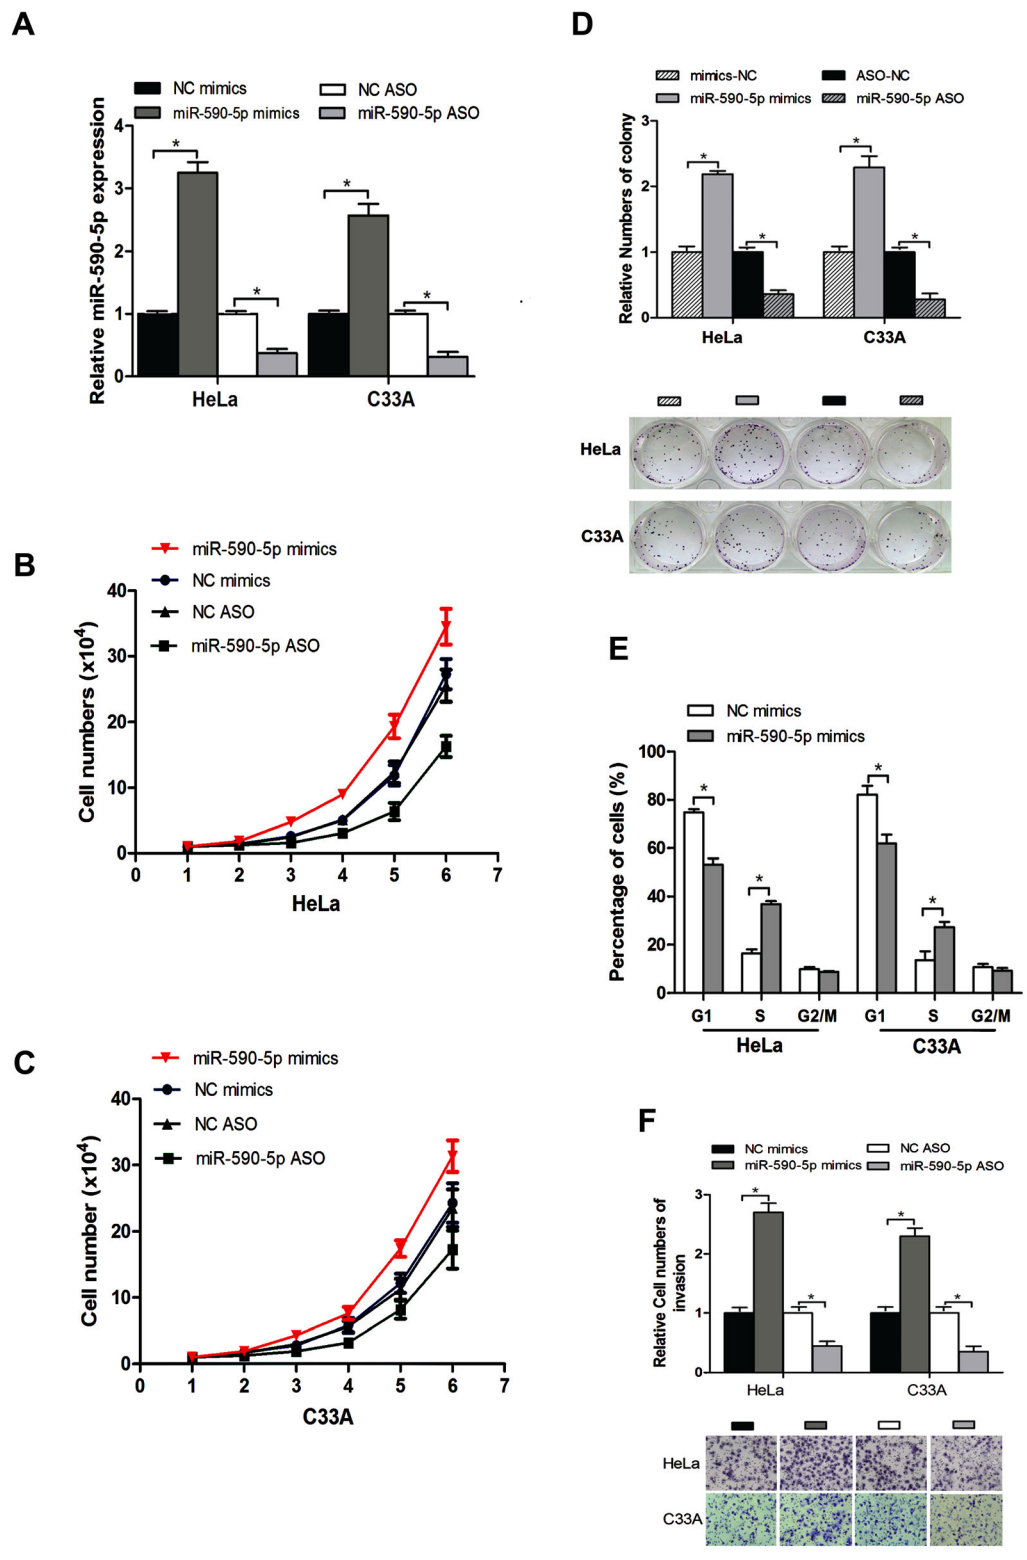 A
NC mimics
NC ASO
miR-590-5p mimics
miR-590-5p ASO
Relative miR-590-5p expression
4
3
2
1
0
*
*
*
*
HeLa
C33A
B
miR-590-5p mimics
NC mimics
NC ASO
miR-590-5p ASO
Cell numbers (x10⁴)
40
30
20
10
0
0 1 2 3 4 5 6 7
HeLa
C
miR-590-5p mimics
NC mimics
NC ASO
miR-590-5p ASO
Cell number (x10⁴)
40
30
20
10
0
0 1 2 3 4 5 6 7
C33A
D
mimics-NC
ASO-NC
miR-590-5p mimics
miR-590-5p ASO
Relative Numbers of colony
3
2
1
0
*
*
*
*
HeLa
C33A
HeLa
C33A
E
NC mimics
miR-590-5p mimics
Percentage of cells (%)
100
80
60
40
20
0
*
*
*
*
G1 S G2/M G1 S G2/M
HeLa
C33A
F
NC mimics
NC ASO
miR-590-5p mimics
miR-590-5p ASO
Relative Cell numbers of
invasion
3
2
1
0
*
*
*
*
HeLa
C33A
HeLa
C33A